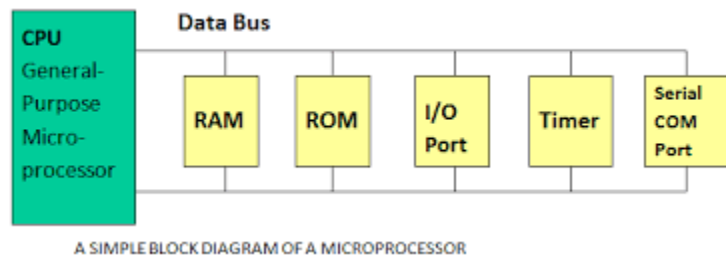 Data Bus
CPU
General-
Purpose
Micro-
processor
RAM
ROM
I/O
Port
Timer
Serial
COM
Port
A SIMPLE BLOCK DIAGRAM OF A MICROPROCESSOR